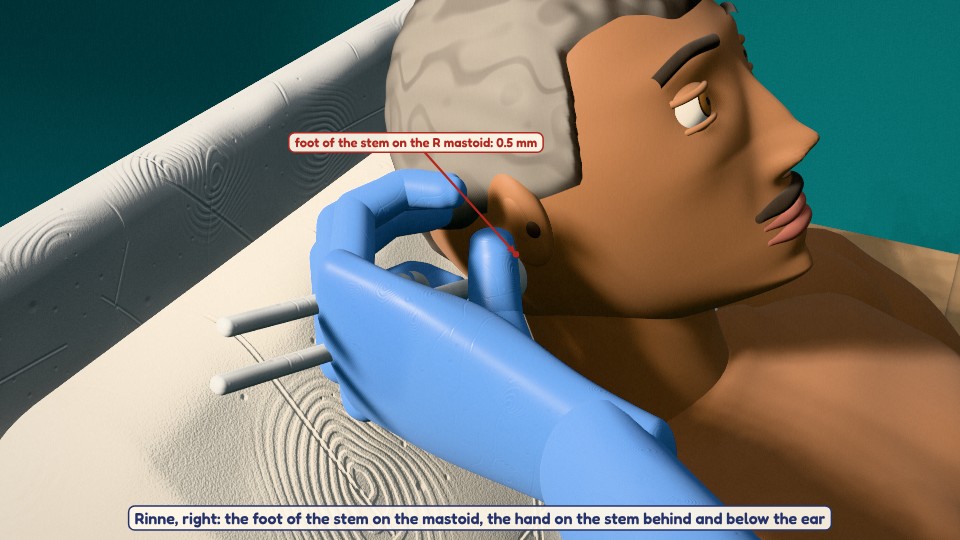 foot of the stem on the R mastoid: 0.5 mm
Rinne, right: the foot of the stem on the mastoid, the hand on the stem behind and below the ear